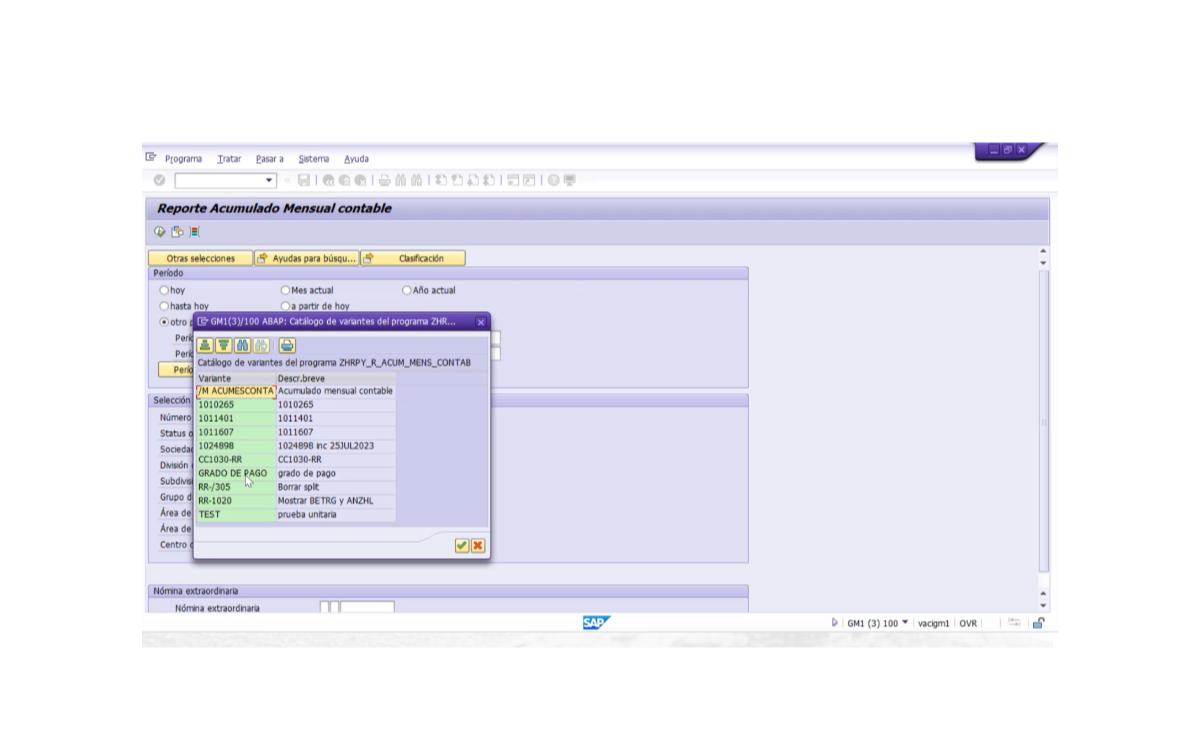 Programa Tratar Pasar a Sistema Ayuda
Reporte Acumulado Mensual contable
Otras selecciones Ayudas para búsqu... Clasificación
Período
hoy Mes actual Año actual
hasta hoy a partir de hoy
otro
GM1(3)/100 ABAP: Catálogo de variantes del programa ZHR...
Catálogo de variantes del programa ZHRPY_R_ACUM_MENS_CONTAB
Variante Descr.breve
/M ACUMESCONTA Acumulado mensual contable
1010265 1010265
1011401 1011401
1011607 1011607
1024898 1024898 inc 25JUL2023
CC1030-RR CC1030-RR
GRADO DE PAGO grado de pago
RR-/305 Borrar split
RR-1020 Mostrar BETRG y ANZHL
TEST prueba unitaria
Selección
Número
Status
Socieda
División
Subdivis
Grupo d
Área de
Área de
Centro
Nómina extraordinaria
Nómina extraordinaria
SAP
GM1 (3) 100 vacigm1 OVR